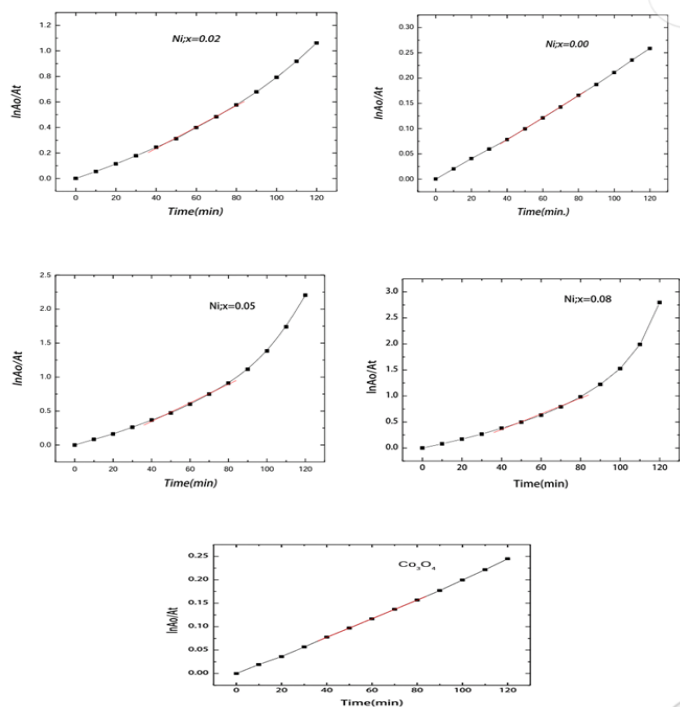 Ni;x=0.02
lnAo/At
1.2
1.0
0.8
0.6
0.4
0.2
0.0
0 20 40 60 80 100 120
Time(min)
Ni;x=0.00
lnAo/At
0.30
0.25
0.20
0.15
0.10
0.05
0.00
0 20 40 60 80 100 120
Time(min.)
Ni;x=0.05
lnAo/At
2.5
2.0
1.5
1.0
0.5
0.0
0 20 40 60 80 100 120
Time(min)
Ni;x=0.08
lnAo/At
3.0
2.5
2.0
1.5
1.0
0.5
0.0
0 20 40 60 80 100 120
Time(min)
Co₃O₄
lnAo/At
0.25
0.20
0.15
0.10
0.05
0.00
0 20 40 60 80 100 120
Time(min)